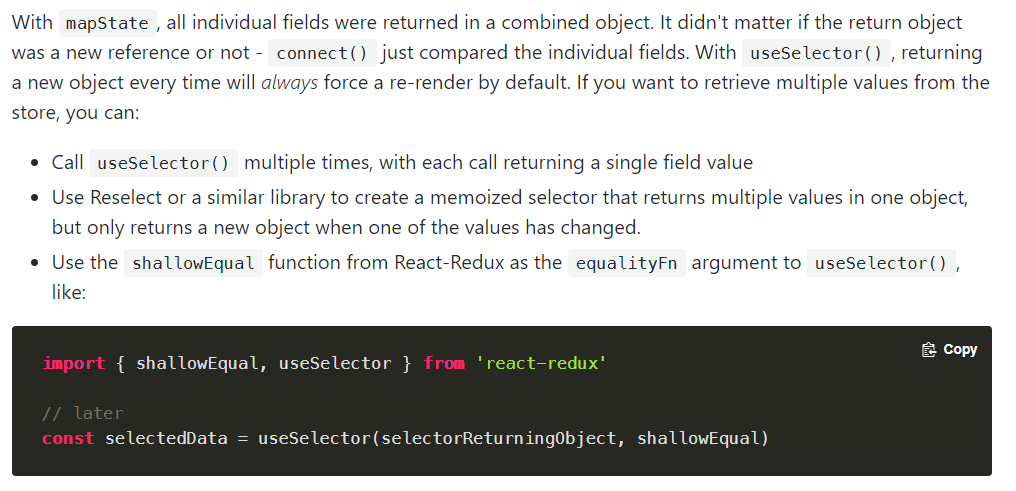 With mapState, all individual fields were returned in a combined object. It didn't matter if the return object
was a new reference or not - connect() just compared the individual fields. With useSelector(), returning
a new object every time will always force a re-render by default. If you want to retrieve multiple values from the
store, you can:
• Call useSelector() multiple times, with each call returning a single field value
• Use Reselect or a similar library to create a memoized selector that returns multiple values in one object,
but only returns a new object when one of the values has changed.
• Use the shallowEqual function from React-Redux as the equalityFn argument to useSelector(),
like:
Copy
import { shallowEqual, useSelector } from 'react-redux'
// later
const selectedData = useSelector(selectorReturningObject, shallowEqual)